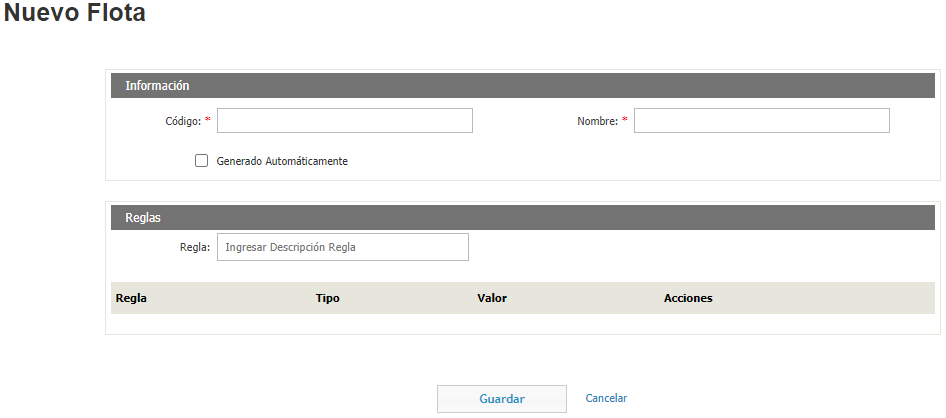 Nuevo Flota
Información
Código: * Nombre: *
Generado Automáticamente
Reglas
Regla: Ingresar Descripción Regla
Regla Tipo Valor Acciones
Guardar Cancelar